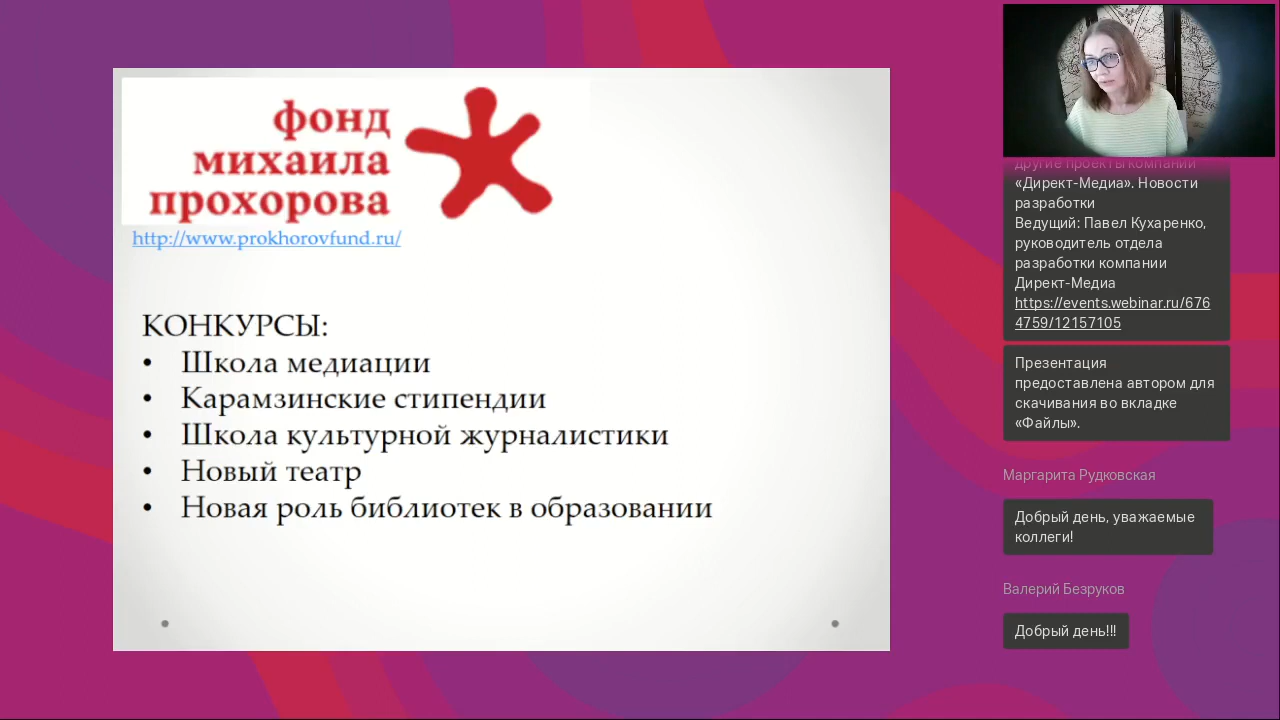 фонд
михаила
прохорова
http://www.prokhorovfund.ru/
КОНКУРСЫ:
• Школа медиации
• Карамзинские стипендии
• Школа культурной журналистики
• Новый театр
• Новая роль библиотек в образовании
другие проекты компании
«Директ-Медиа». Новости
разработки
Ведущий: Павел Кухаренко,
руководитель отдела
разработки компании
Директ-Медиа
https://events.webinar.ru/676
4759/12157105
Презентация
предоставлена автором для
скачивания во вкладке
«Файлы».
Маргарита Рудковская
Добрый день, уважаемые
коллеги!
Валерий Безруков
Добрый день!!!